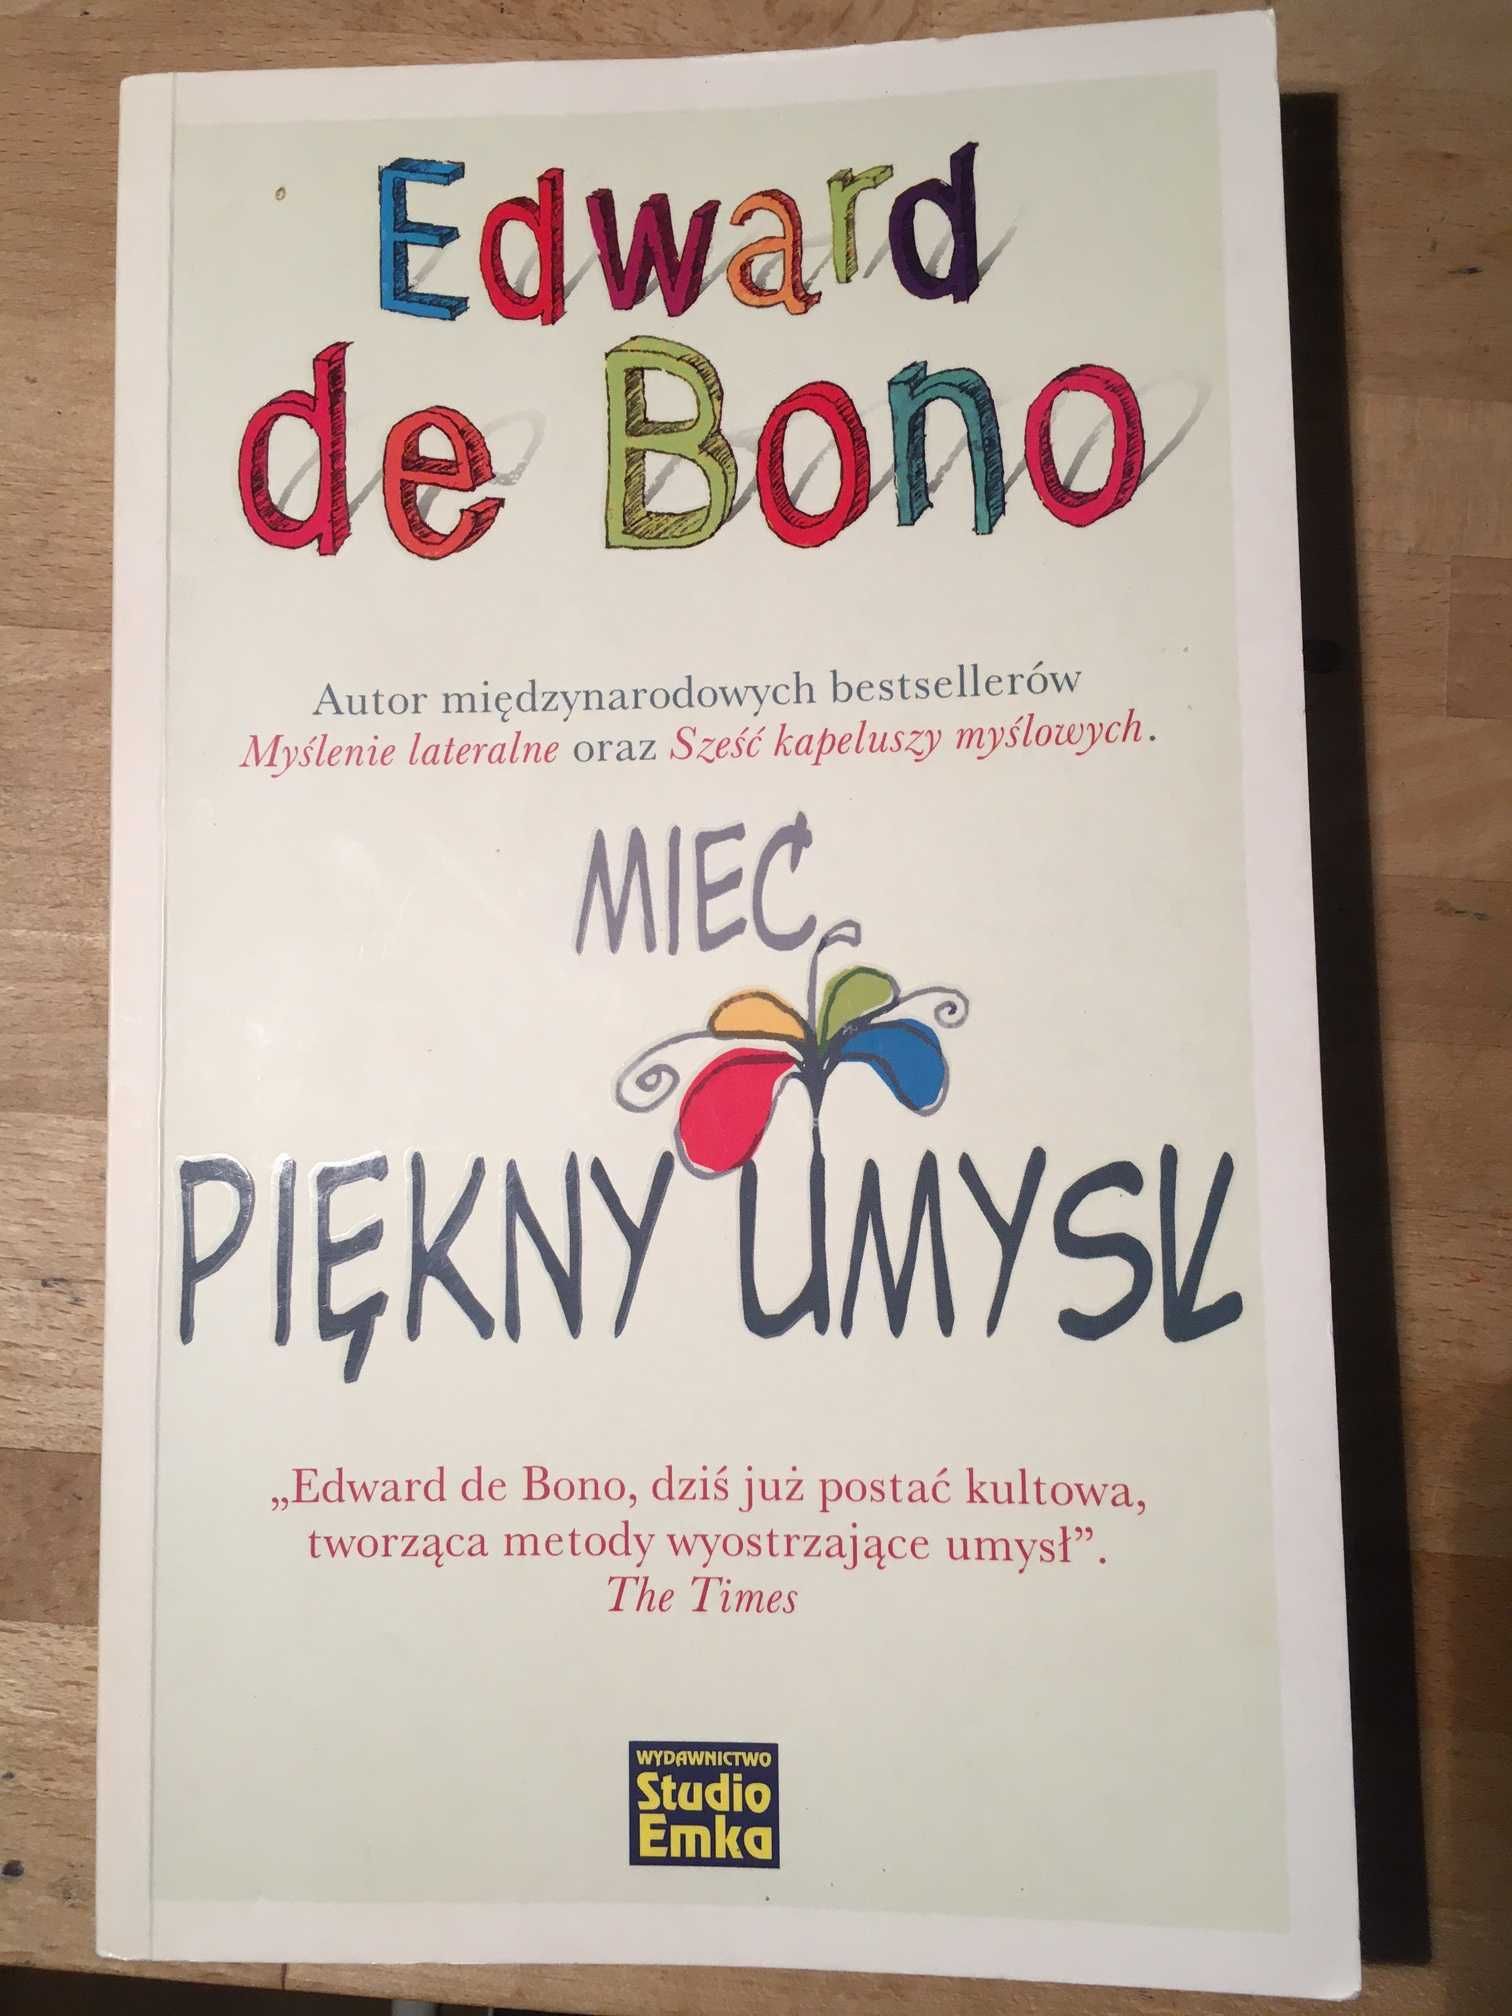 Edward
de Bono
Autor międzynarodowych bestsellerów
Myślenie lateralne oraz Sześć kapeluszy myślowych.
MIEĆ
PIĘKNY UMYSŁ
„Edward de Bono, dziś już postać kultowa,
tworząca metody wyostrzające umysł”.
The Times
WYDAWNICTWO
Studio
Emka